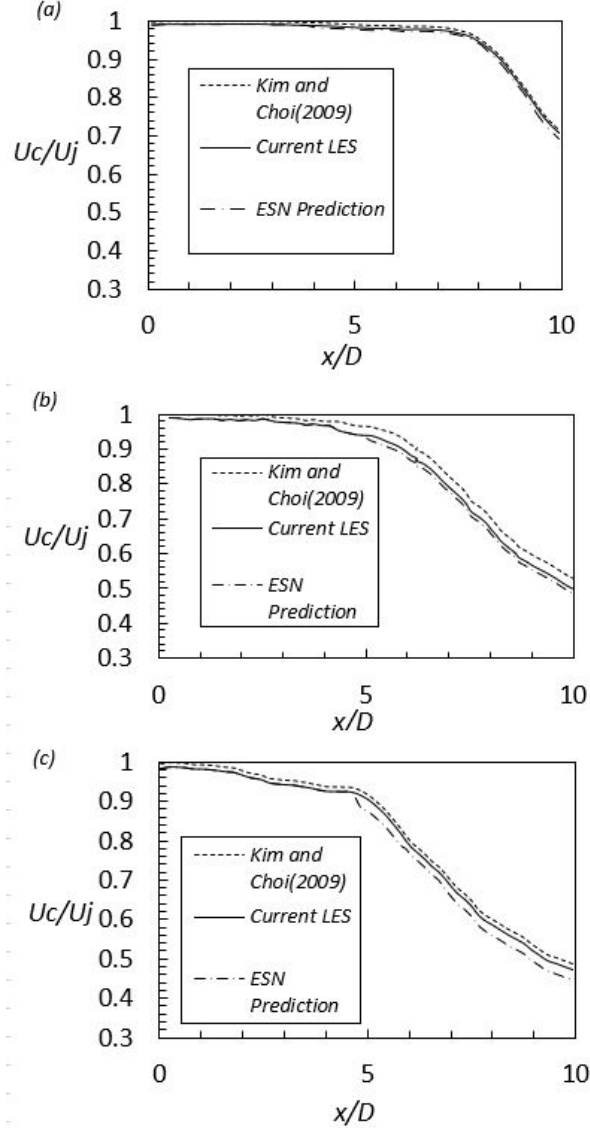 (a)
1
0.9
0.8
0.7
0.6
0.5
0.4
0.3
Uc/Uj
Kim and
Choi(2009)
Current LES
ESN Prediction
0
5
10
x/D
(b)
1
0.9
0.8
0.7
0.6
0.5
0.4
0.3
Uc/Uj
Kim and
Choi(2009)
Current LES
ESN
Prediction
0
5
10
x/D
(c)
1
0.9
0.8
0.7
0.6
0.5
0.4
0.3
Uc/Uj
Kim and
Choi(2009)
Current LES
ESN
Prediction
0
5
10
x/D